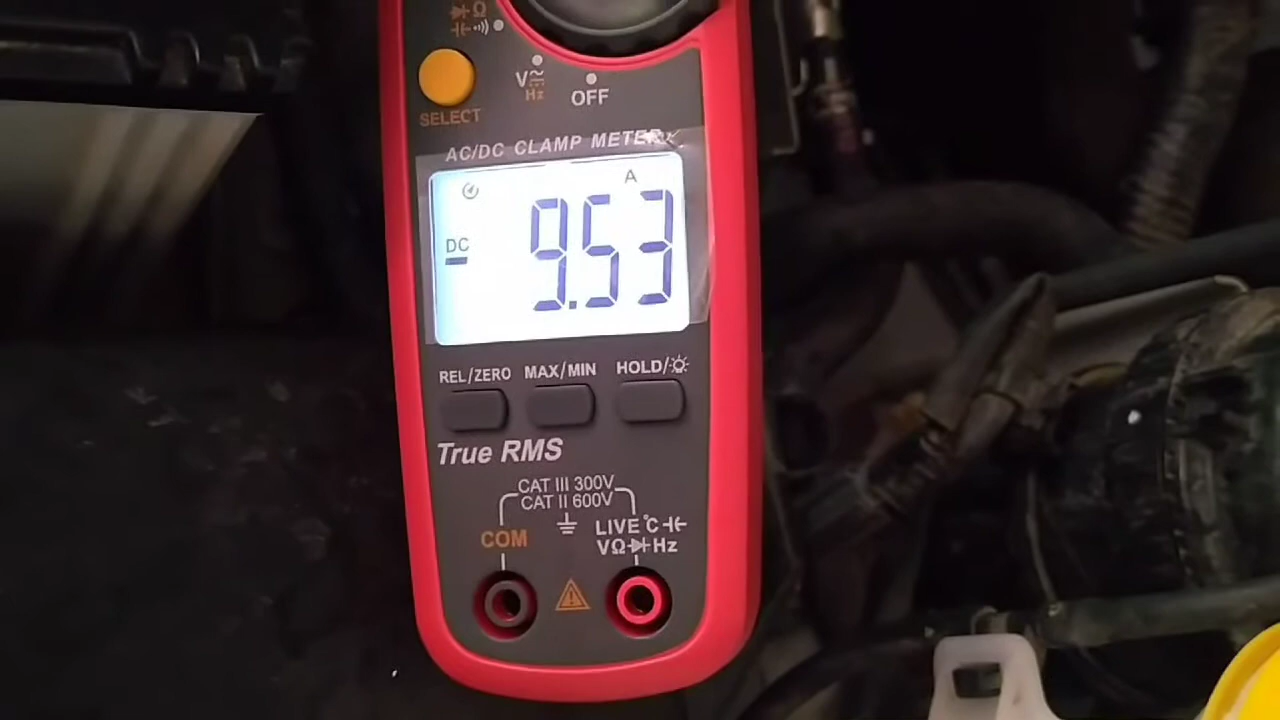 Ω
SELECT
V
Hz
OFF
AC/DC CLAMP METER
A
DC
9.53
REL/ZERO MAX/MIN HOLD/
True RMS
CAT III 300V
CAT II 600V
COM
LIVE °C
VΩ Hz